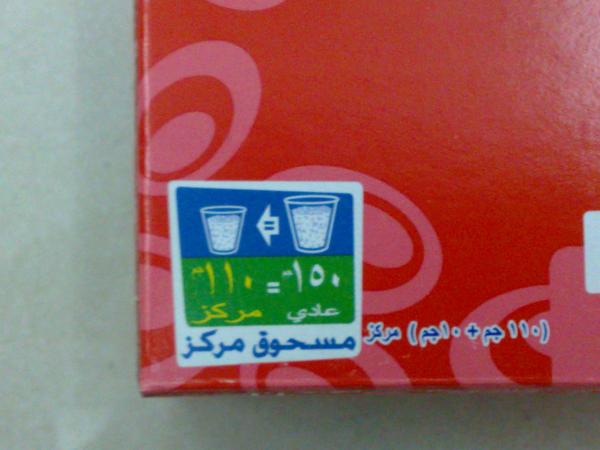 ١٥٠جم = ١١٠جم
عادي مركز
مسحوق مركز
(١١٠ جم + ١٠جم) مركز